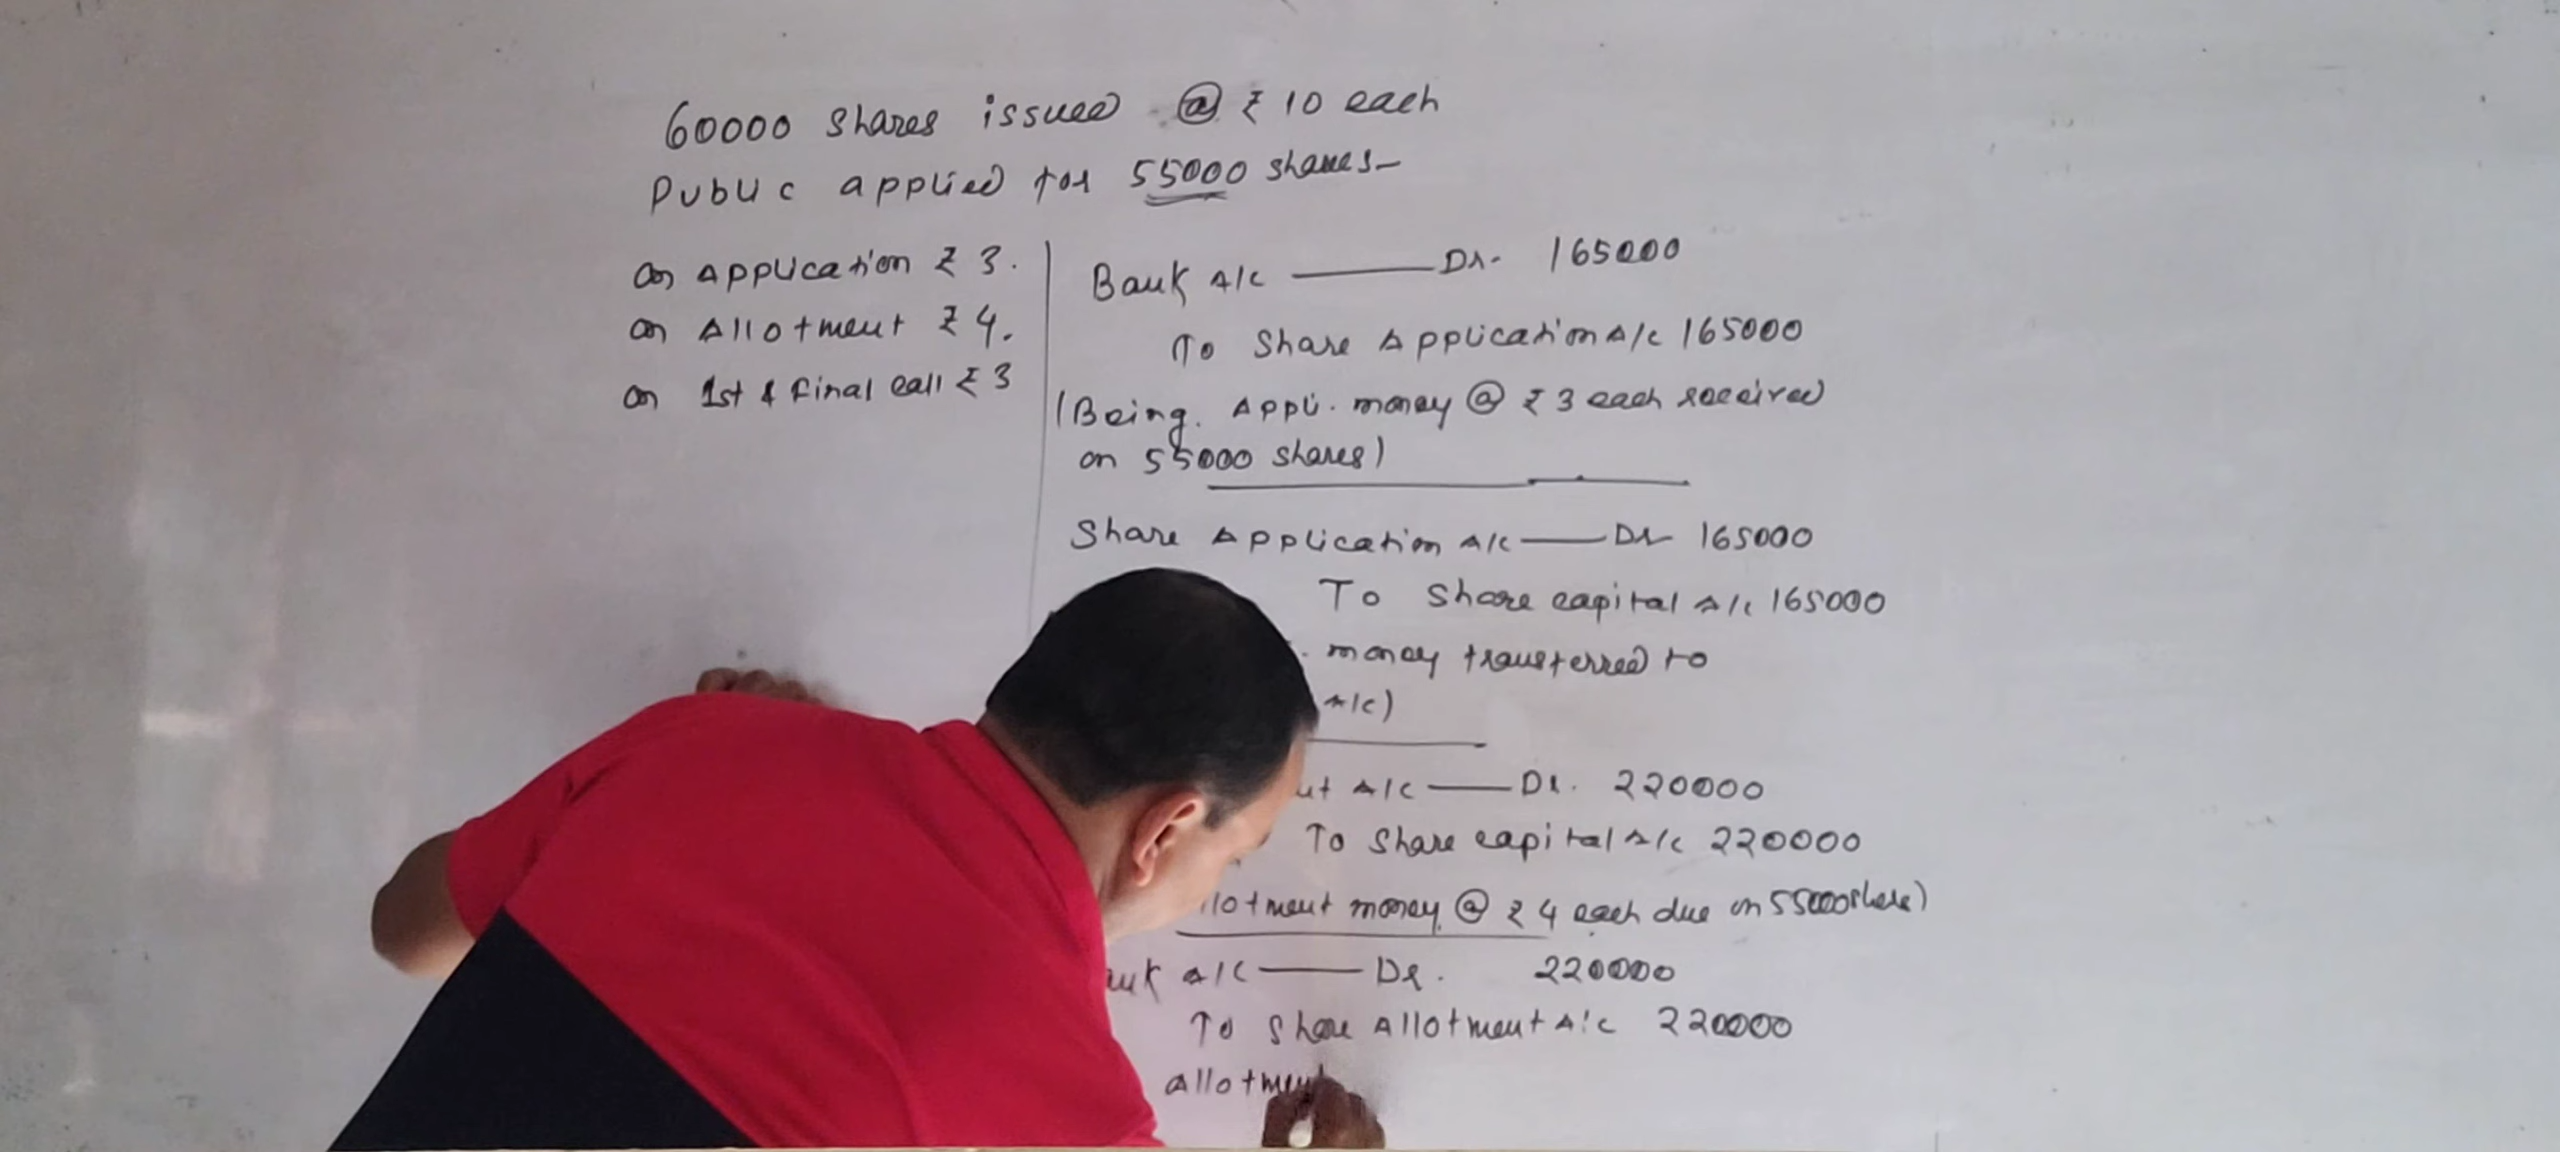 60000 shares issued @ ₹ 10 each
Public applied for 55000 shares-
on Application ₹ 3.
on Allotment ₹ 4.
on 1st & final call ₹ 3
Bank A/c — Dr. 165000
To Share Application A/c 165000
(Being. Appli. money @ ₹ 3 each received
on 55000 shares)
Share Application A/c — Dr 165000
To Share capital A/c 165000
money transferred to
A/c)
A/c — Dr. 220000
To Share capital A/c 220000
money @ ₹ 4 each due on 55000 share)
A/c — Dr. 220000
To Share Allotment A/c 220000